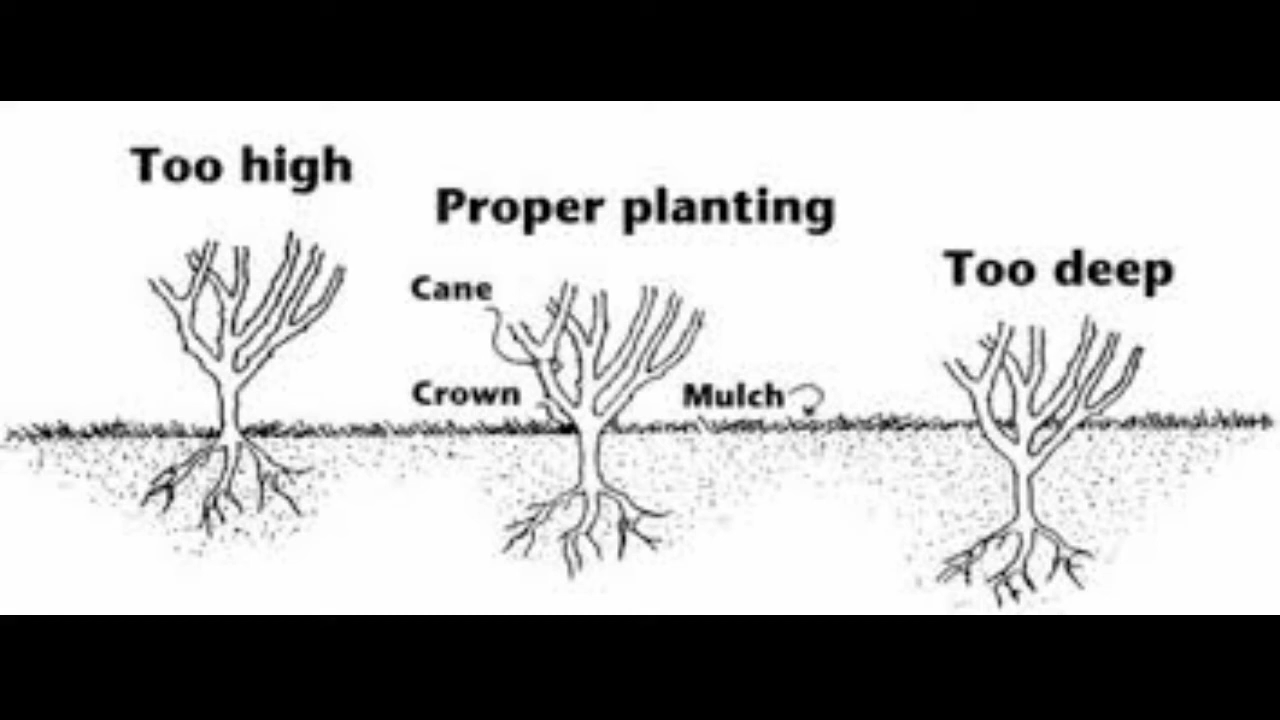 Too high
Proper planting
Too deep
Cane
Crown
Mulch